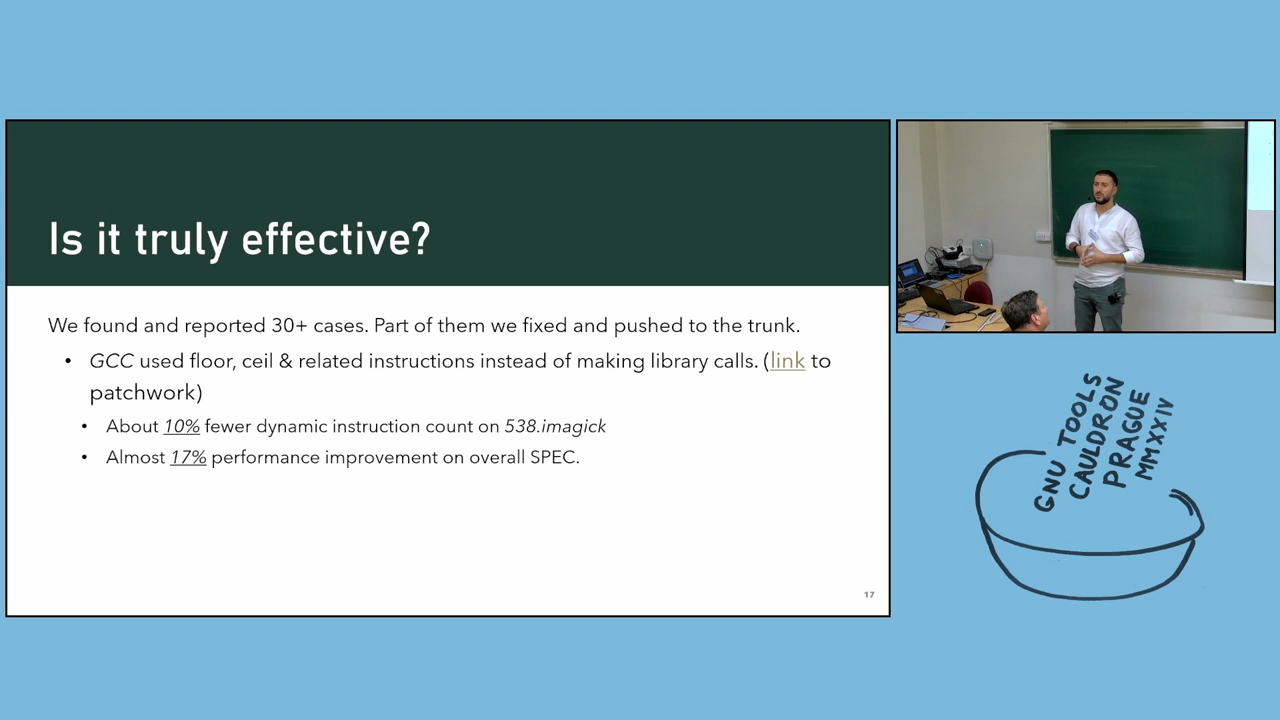 Is it truly effective?
We found and reported 30+ cases. Part of them we fixed and pushed to the trunk.
• GCC used floor, ceil & related instructions instead of making library calls. (link to
patchwork)
• About 10% fewer dynamic instruction count on 538.imagick
• Almost 17% performance improvement on overall SPEC.
17
GNU TOOLS
CAULDRON
PRAGUE
MMXXIV